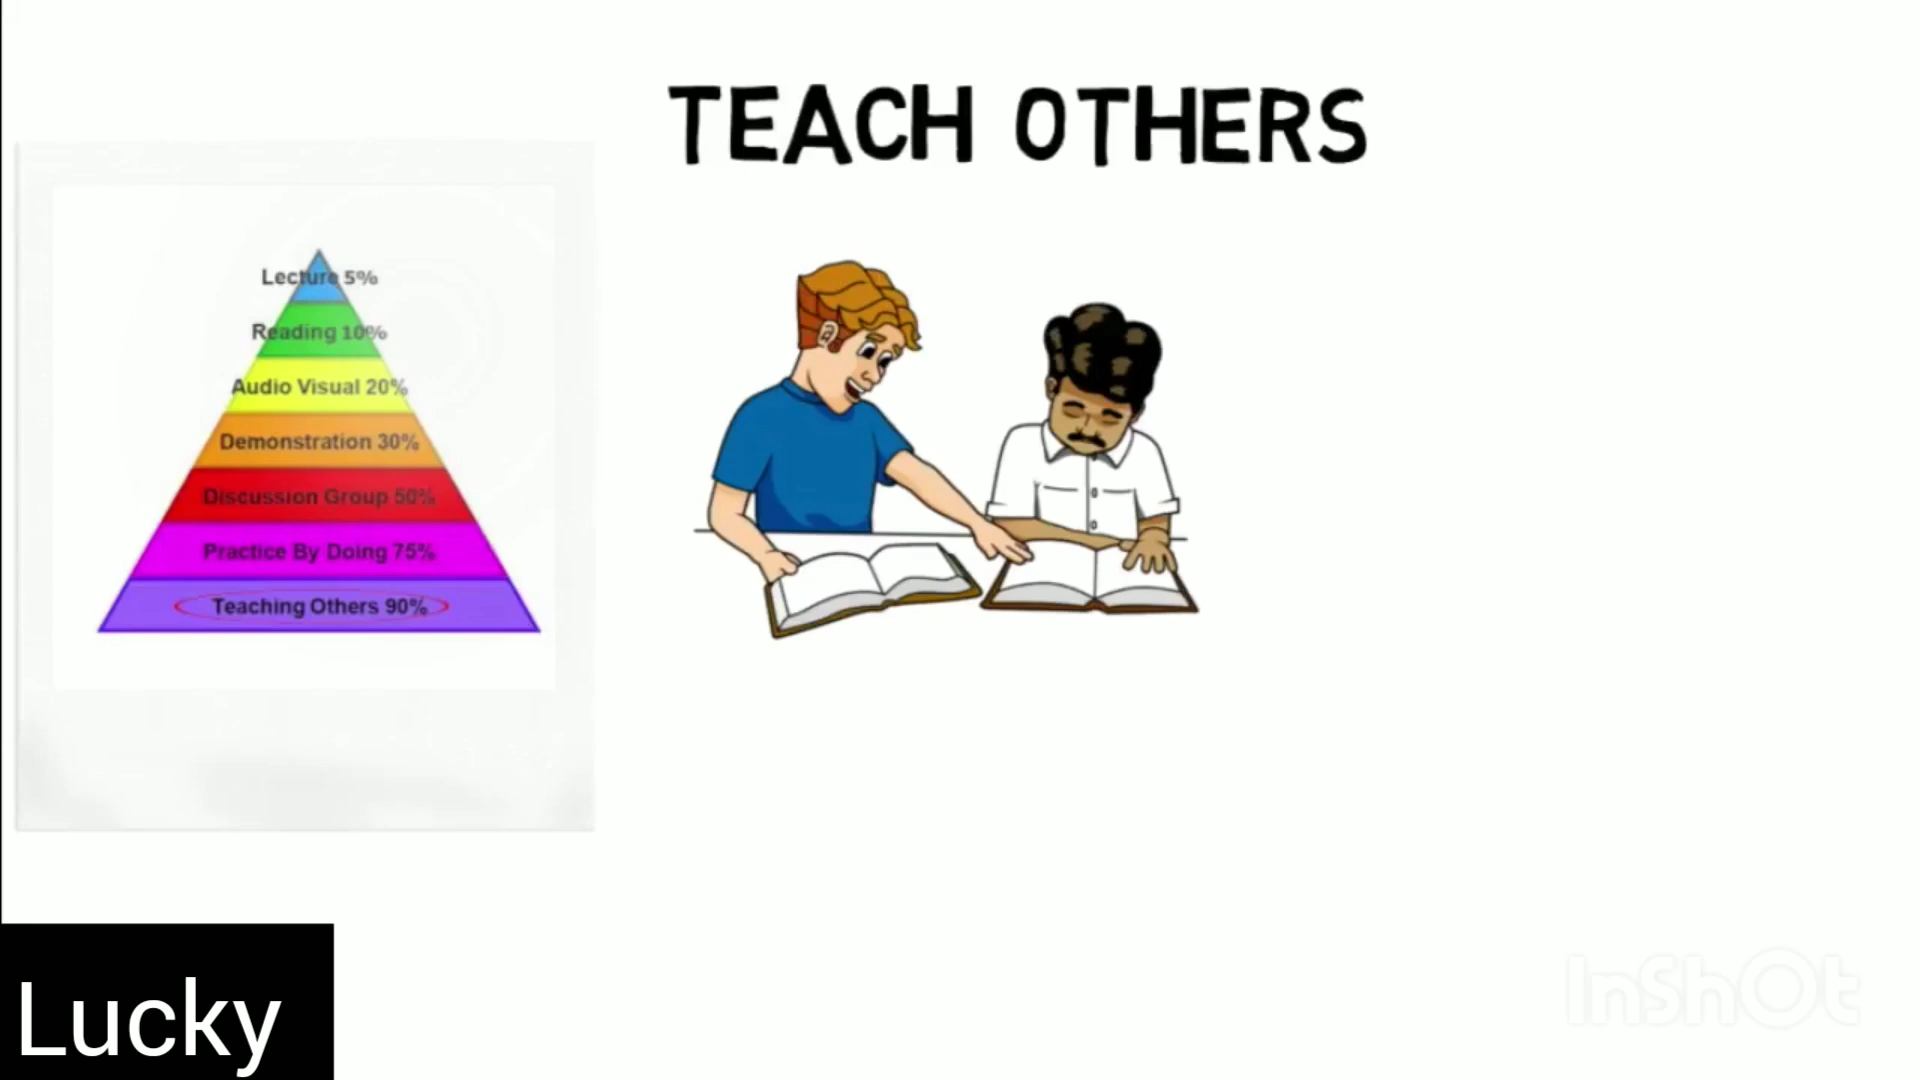 TEACH OTHERS
Lecture 5%
Reading 10%
Audio Visual 20%
Demonstration 30%
Discussion Group 50%
Practice By Doing 75%
Teaching Others 90%
Lucky
InShOt